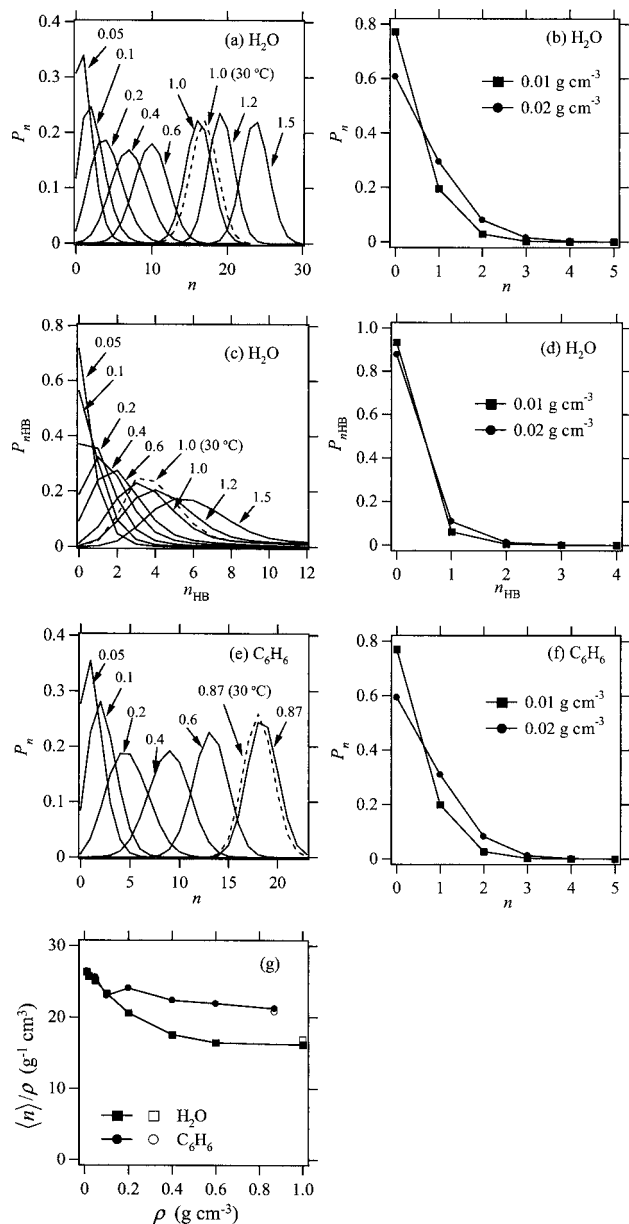 (a) H₂O
0.05
0.1
0.2
0.4
0.6
1.0
1.0 (30 °C)
1.2
1.5
0.4
0.3
0.2
0.1
0
Pₙ
0 10 20 30
n
(b) H₂O
0.01 g cm⁻³
0.02 g cm⁻³
0.8
0.6
0.4
0.2
0
Pₙ
0 1 2 3 4 5
n
(c) H₂O
0.05
0.1
0.2
0.4
0.6
1.0 (30 °C)
1.0
1.2
1.5
0.8
0.6
0.4
0.2
0
PₙHB
0 2 4 6 8 10 12
nHB
(d) H₂O
0.01 g cm⁻³
0.02 g cm⁻³
1.0
0.8
0.6
0.4
0.2
0
PₙHB
0 1 2 3 4
nHB
(e) C₆H₆
0.05
0.1
0.2
0.4
0.6
0.87 (30 °C)
0.87
0.4
0.3
0.2
0.1
0
Pₙ
0 5 10 15 20
n
(f) C₆H₆
0.01 g cm⁻³
0.02 g cm⁻³
0.8
0.6
0.4
0.2
0
Pₙ
0 1 2 3 4 5
n
(g)
30
20
10
0
⟨n⟩/ρ (g⁻¹ cm³)
H₂O
C₆H₆
0 0.2 0.4 0.6 0.8 1.0
ρ (g cm⁻³)